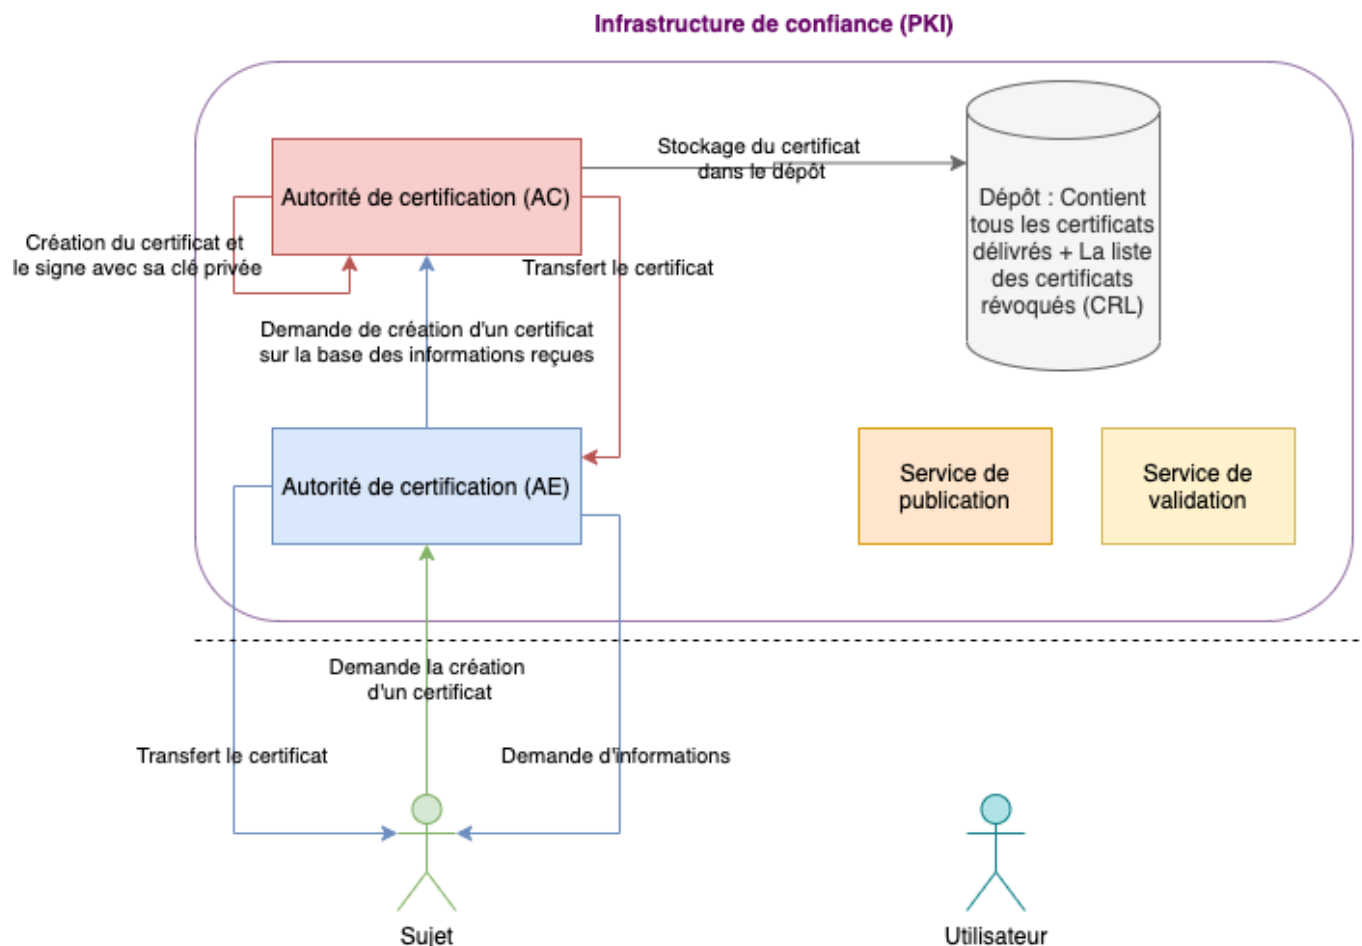 Infrastructure de confiance (PKI)
Stockage du certificat
dans le dépôt
Autorité de certification (AC)
Dépôt : Contient
tous les certificats
délivrés + La liste
des certificats
révoqués (CRL)
Création du certificat et
le signe avec sa clé privée
Transfert le certificat
Demande de création d'un certificat
sur la base des informations reçues
Autorité de certification (AE)
Service de
publication
Service de
validation
Demande la création
d'un certificat
Transfert le certificat
Demande d'informations
Sujet
Utilisateur